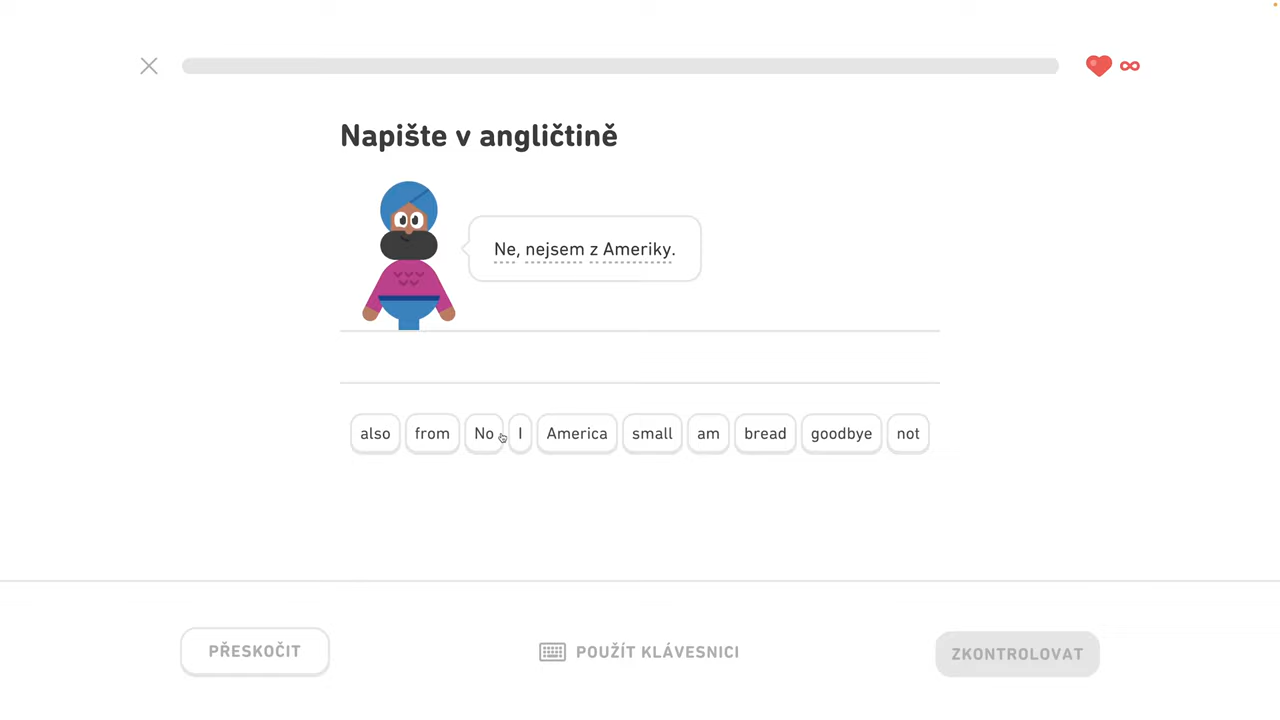 Napište v angličtině
Ne, nejsem z Ameriky.
also from No I America small am bread goodbye not
PŘESKOČIT POUŽÍT KLÁVESNICI ZKONTROLOVAT